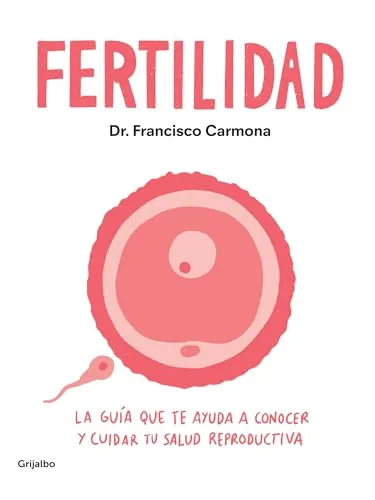 FERTILIDAD
Dr. Francisco Carmona
LA GUÍA QUE TE AYUDA A CONOCER
Y CUIDAR TU SALUD REPRODUCTIVA
Grijalbo